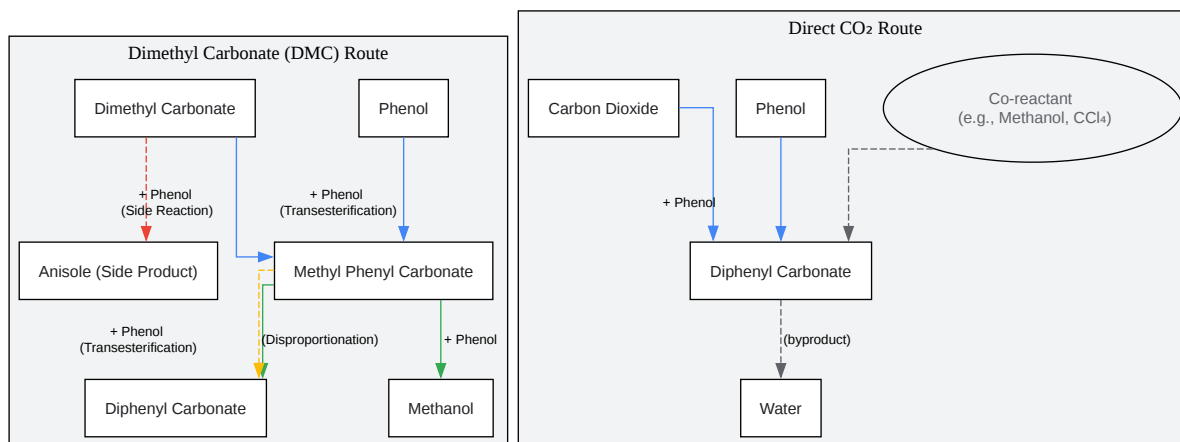 Dimethyl Carbonate (DMC) Route
Dimethyl Carbonate
Phenol
+ Phenol
(Side Reaction)
+ Phenol
(Transesterification)
Anisole (Side Product)
Methyl Phenyl Carbonate
+ Phenol
(Transesterification)
(Disproportionation)
+ Phenol
Diphenyl Carbonate
Methanol
Direct CO₂ Route
Carbon Dioxide
Phenol
Co-reactant
(e.g., Methanol, CCl₄)
+ Phenol
Diphenyl Carbonate
(byproduct)
Water